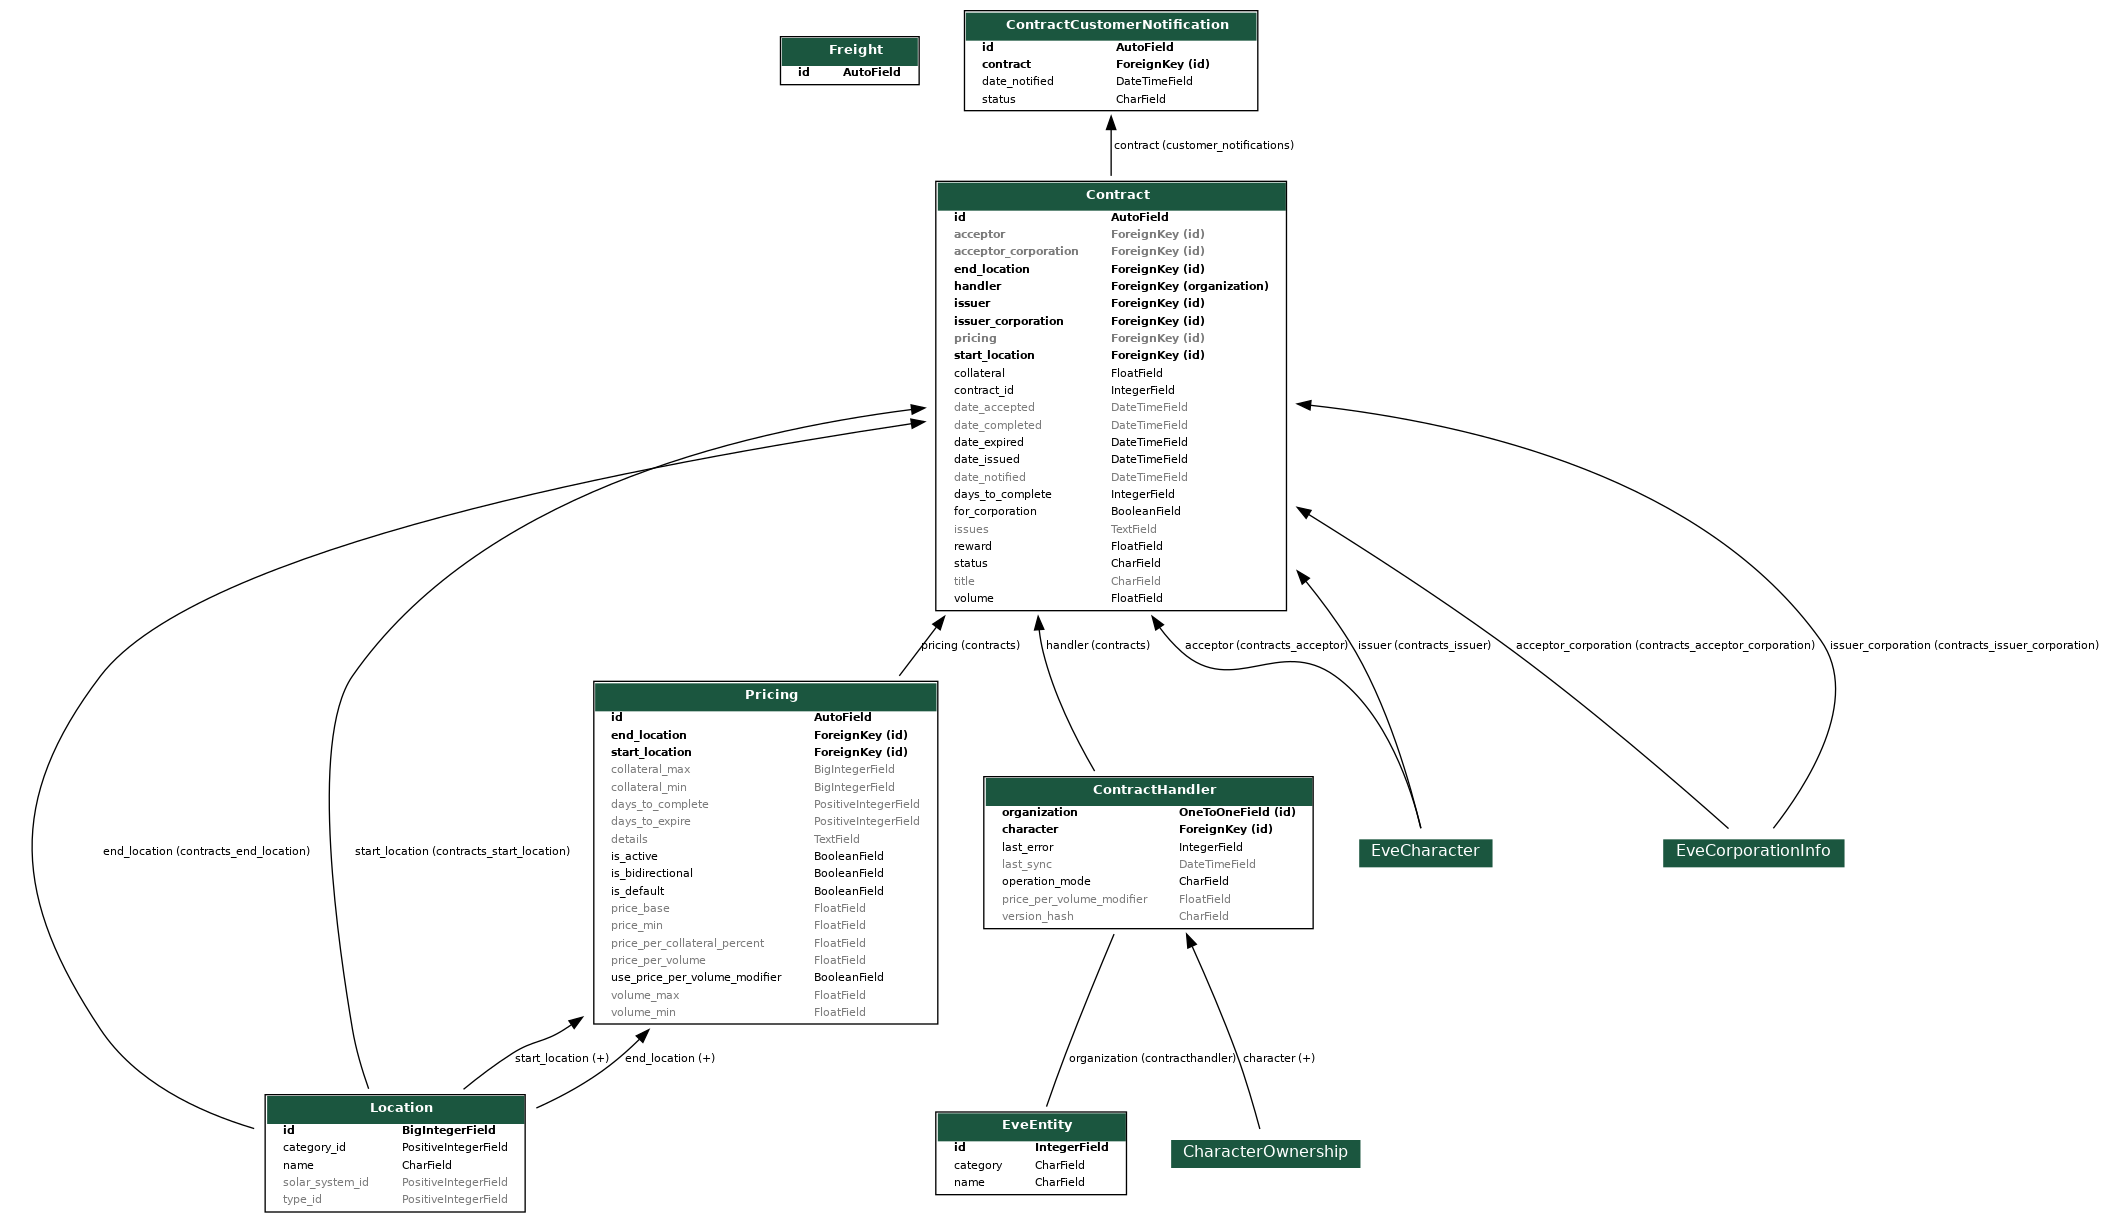 Freight
id AutoField
ContractCustomerNotification
id AutoField
contract ForeignKey (id)
date_notified DateTimeField
status CharField
contract (customer_notifications)
Contract
id AutoField
acceptor ForeignKey (id)
acceptor_corporation ForeignKey (id)
end_location ForeignKey (id)
handler ForeignKey (organization)
issuer ForeignKey (id)
issuer_corporation ForeignKey (id)
pricing ForeignKey (id)
start_location ForeignKey (id)
collateral FloatField
contract_id IntegerField
date_accepted DateTimeField
date_completed DateTimeField
date_expired DateTimeField
date_issued DateTimeField
date_notified DateTimeField
days_to_complete IntegerField
for_corporation BooleanField
issues TextField
reward FloatField
status CharField
title CharField
volume FloatField
pricing (contracts)
handler (contracts)
acceptor (contracts_acceptor)
issuer (contracts_issuer)
acceptor_corporation (contracts_acceptor_corporation)
issuer_corporation (contracts_issuer_corporation)
Pricing
id AutoField
end_location ForeignKey (id)
start_location ForeignKey (id)
collateral_max BigIntegerField
collateral_min BigIntegerField
days_to_complete PositiveIntegerField
days_to_expire PositiveIntegerField
details TextField
is_active BooleanField
is_bidirectional BooleanField
is_default BooleanField
price_base FloatField
price_min FloatField
price_per_collateral_percent FloatField
price_per_volume FloatField
use_price_per_volume_modifier BooleanField
volume_max FloatField
volume_min FloatField
ContractHandler
organization OneToOneField (id)
character ForeignKey (id)
last_error IntegerField
last_sync DateTimeField
operation_mode CharField
price_per_volume_modifier FloatField
version_hash CharField
EveCharacter
EveCorporationInfo
end_location (contracts_end_location)
start_location (contracts_start_location)
start_location (+)
end_location (+)
organization (contracthandler)
character (+)
Location
id BigIntegerField
category_id PositiveIntegerField
name CharField
solar_system_id PositiveIntegerField
type_id PositiveIntegerField
EveEntity
id IntegerField
category CharField
name CharField
CharacterOwnership